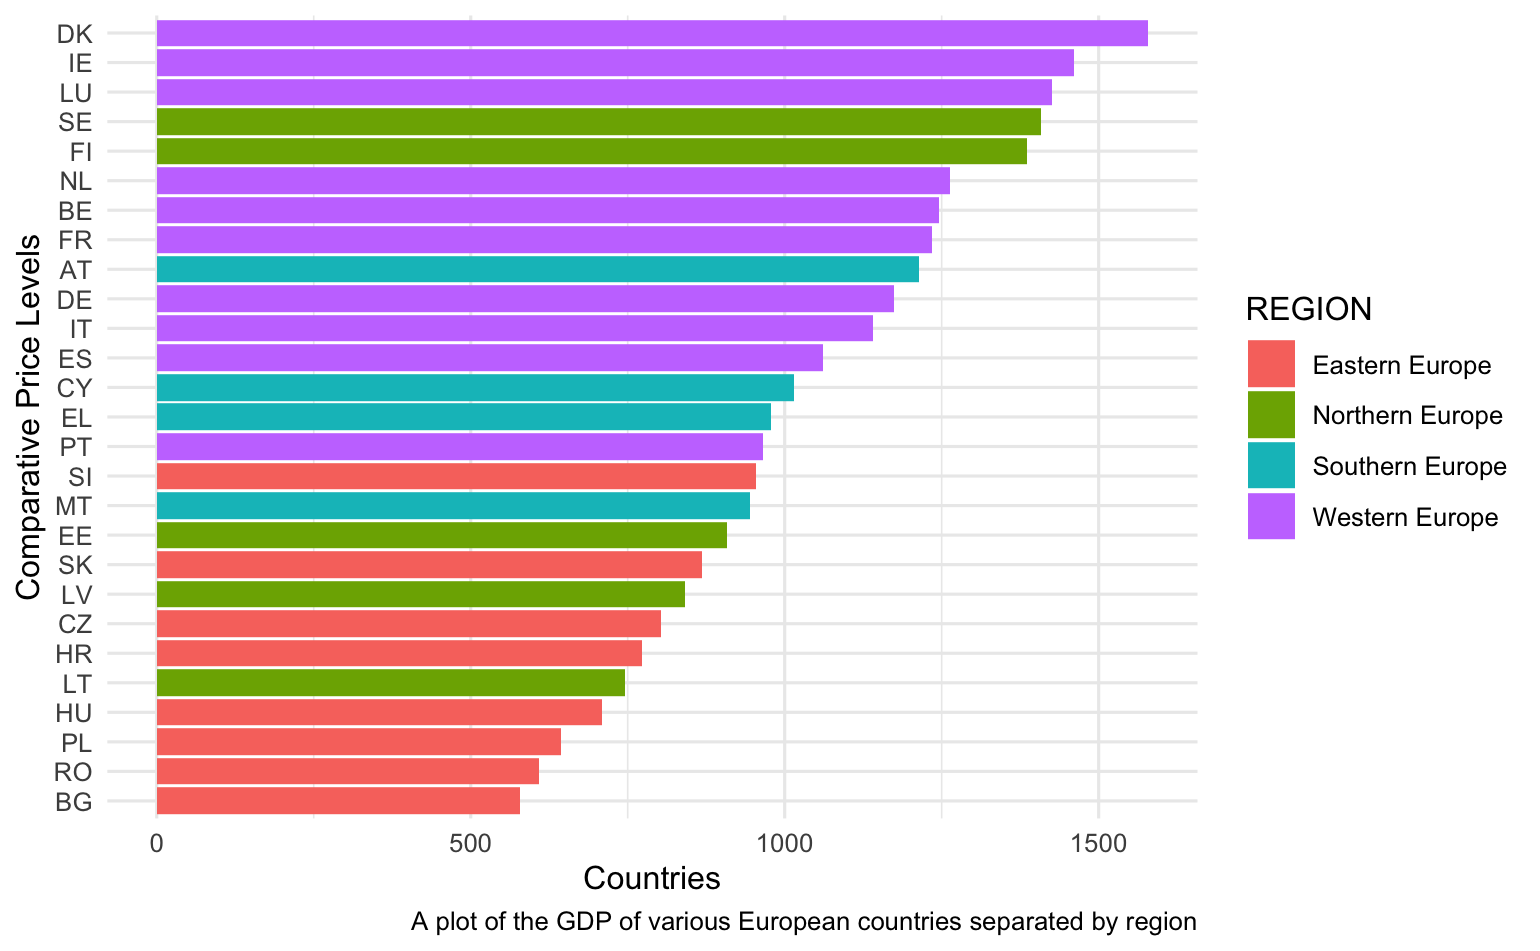 DK
IE
LU
SE
FI
NL
BE
FR
AT
DE
IT
ES
CY
EL
PT
SI
MT
EE
SK
LV
CZ
HR
LT
HU
PL
RO
BG
Comparative Price Levels
0 500 1000 1500
Countries
A plot of the GDP of various European countries separated by region
REGION
Eastern Europe
Northern Europe
Southern Europe
Western Europe